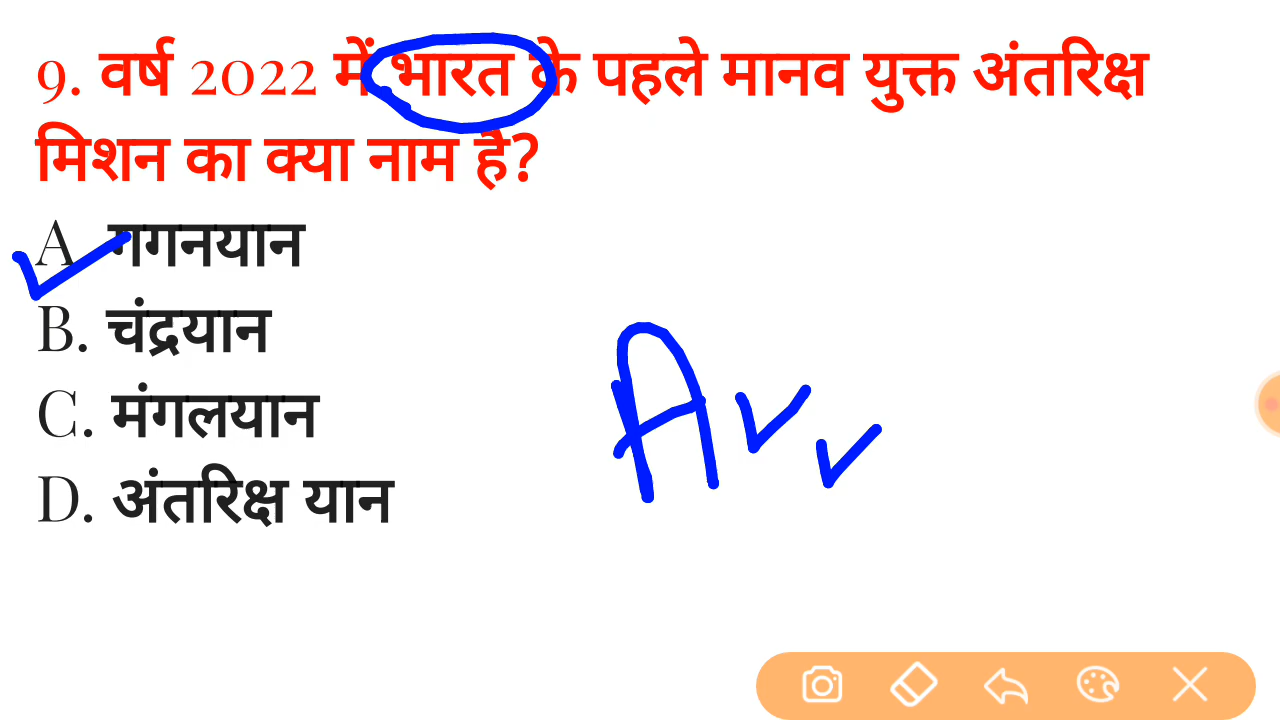 9. वर्ष 2022 में भारत के पहले मानव युक्त अंतरिक्ष
मिशन का क्या नाम है?
A गगनयान
B. चंद्रयान
C. मंगलयान
D. अंतरिक्ष यान
A